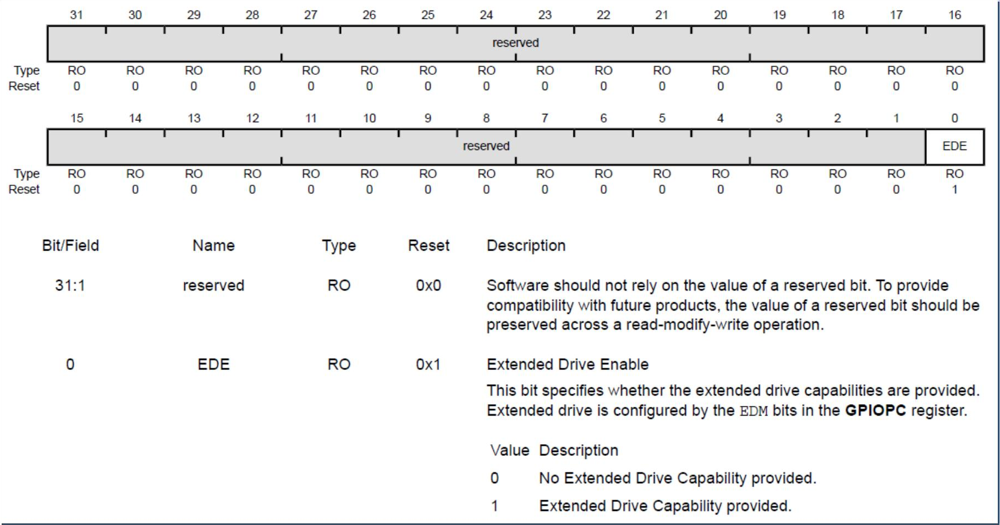 31 30 29 28 27 26 25 24 23 22 21 20 19 18 17 16
reserved
Type RO RO RO RO RO RO RO RO RO RO RO RO RO RO RO RO
Reset 0 0 0 0 0 0 0 0 0 0 0 0 0 0 0 0
15 14 13 12 11 10 9 8 7 6 5 4 3 2 1 0
reserved EDE
Type RO RO RO RO RO RO RO RO RO RO RO RO RO RO RO RO
Reset 0 0 0 0 0 0 0 0 0 0 0 0 0 0 0 1
Bit/Field Name Type Reset Description
31:1 reserved RO 0x0 Software should not rely on the value of a reserved bit. To provide
compatibility with future products, the value of a reserved bit should be
preserved across a read-modify-write operation.
0 EDE RO 0x1 Extended Drive Enable
This bit specifies whether the extended drive capabilities are provided.
Extended drive is configured by the EDM bits in the GPIOPC register.
Value Description
0 No Extended Drive Capability provided.
1 Extended Drive Capability provided.